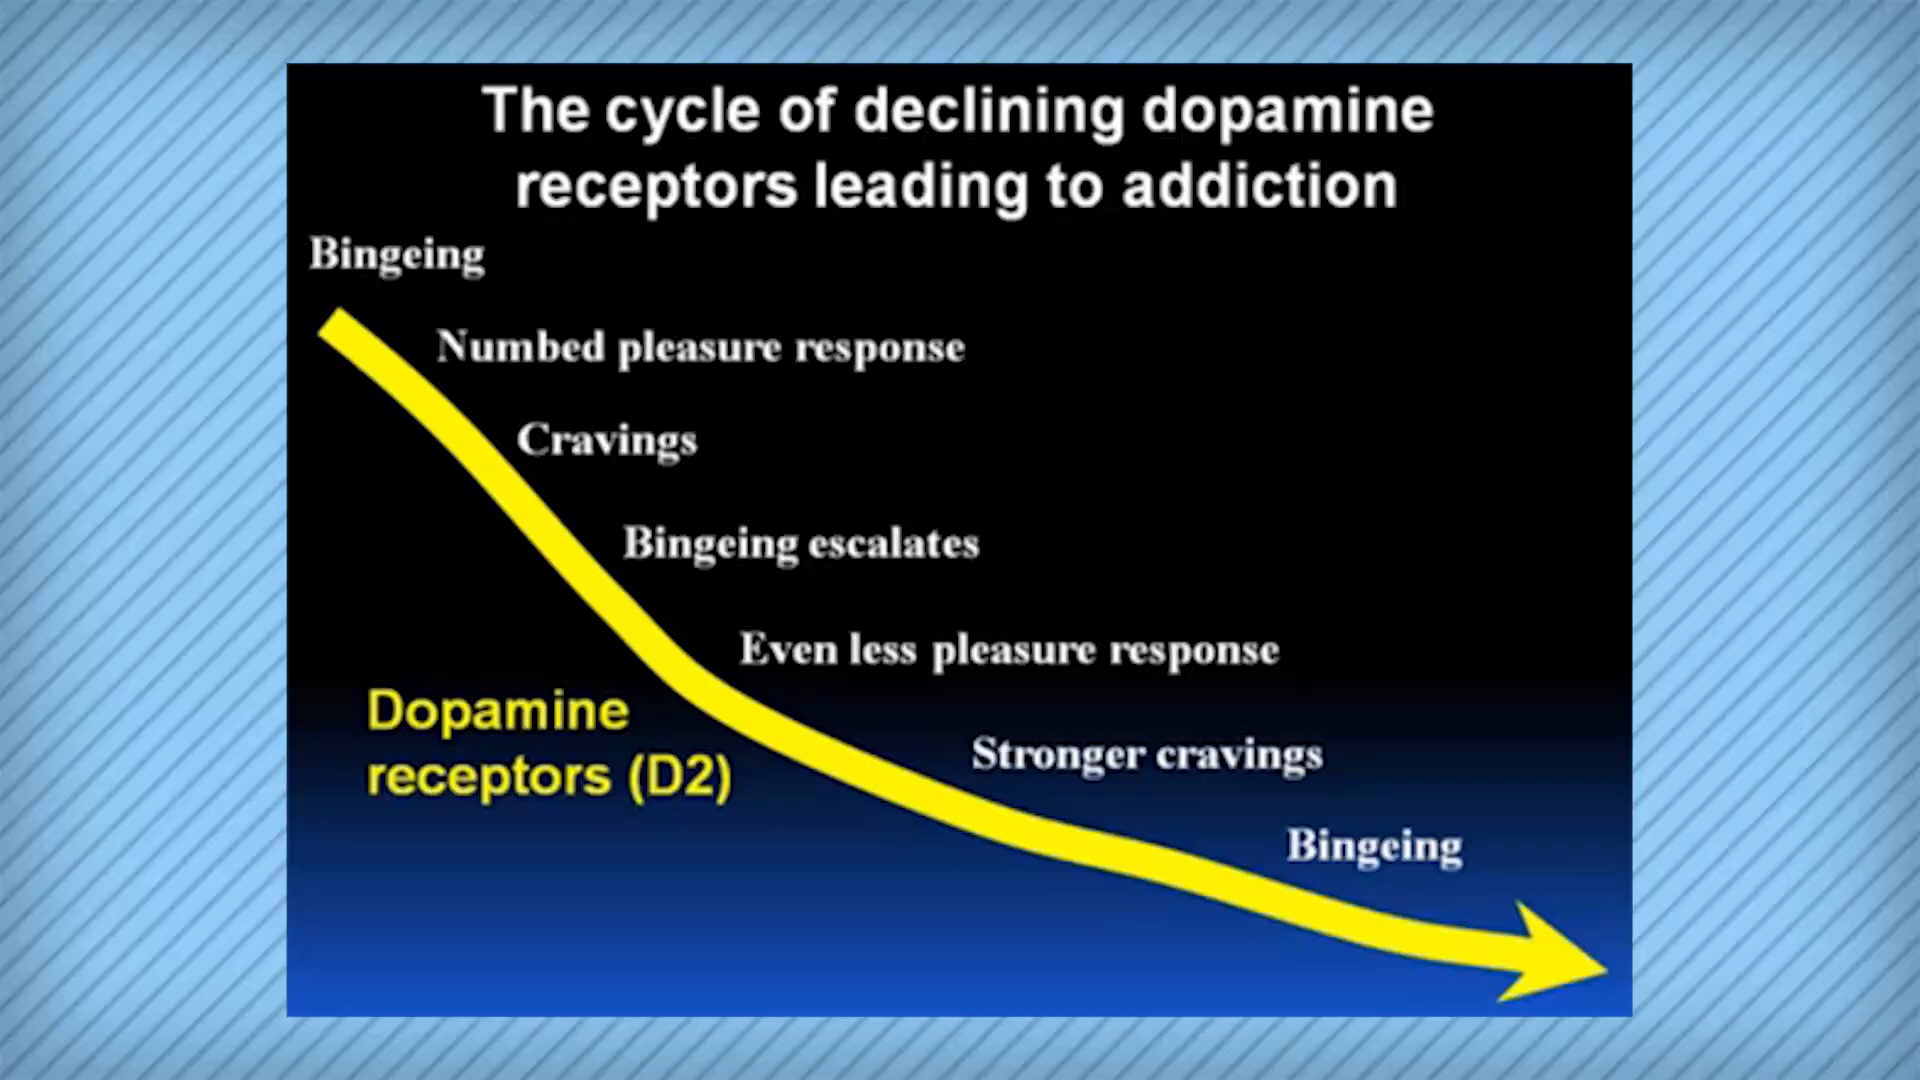 The cycle of declining dopamine
receptors leading to addiction
Bingeing
Numbed pleasure response
Cravings
Bingeing escalates
Even less pleasure response
Dopamine
receptors (D2)
Stronger cravings
Bingeing